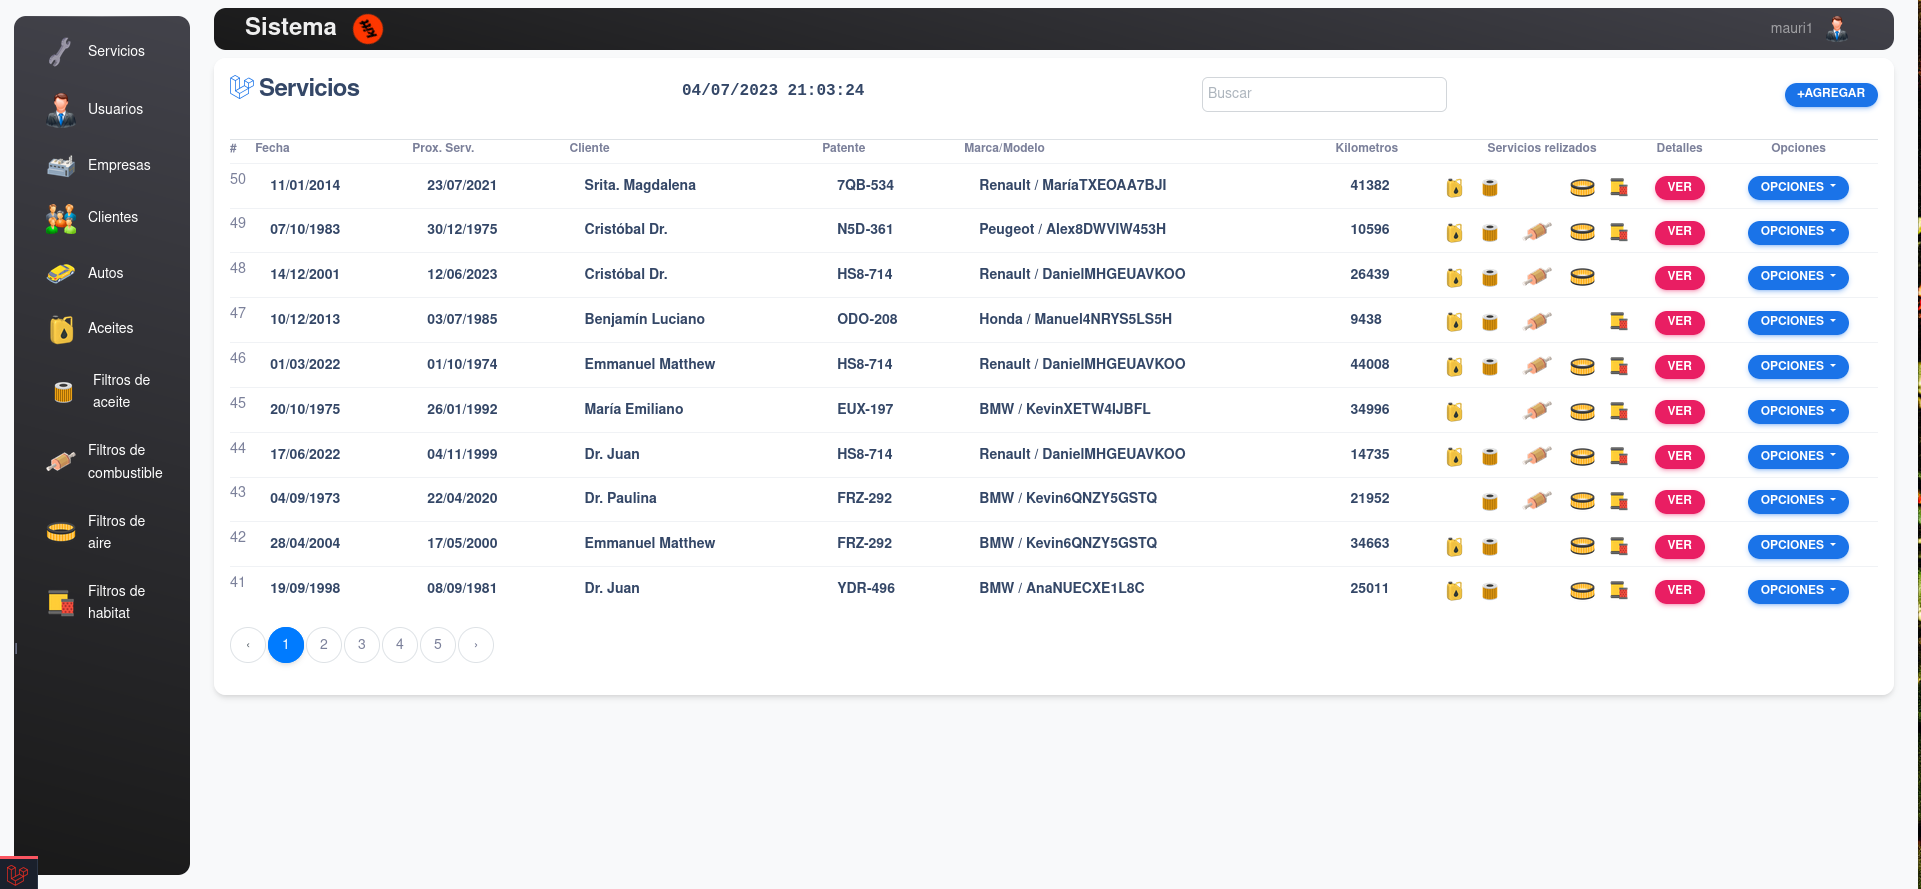 Sistema
mauri1
Servicios
Usuarios
Empresas
Clientes
Autos
Aceites
Filtros de
aceite
Filtros de
combustible
Filtros de
aire
Filtros de
habitat
Servicios
04/07/2023 21:03:24
Buscar
+AGREGAR
# Fecha Prox. Serv. Cliente Patente Marca/Modelo Kilometros Servicios relizados Detalles Opciones
50 11/01/2014 23/07/2021 Srita. Magdalena 7QB-534 Renault / MaríaTXEOAA7BJI 41382 VER OPCIONES
49 07/10/1983 30/12/1975 Cristóbal Dr. N5D-361 Peugeot / Alex8DWVIW453H 10596 VER OPCIONES
48 14/12/2001 12/06/2023 Cristóbal Dr. HS8-714 Renault / DanielMHGEUAVKOO 26439 VER OPCIONES
47 10/12/2013 03/07/1985 Benjamín Luciano ODO-208 Honda / Manuel4NRYS5LS5H 9438 VER OPCIONES
46 01/03/2022 01/10/1974 Emmanuel Matthew HS8-714 Renault / DanielMHGEUAVKOO 44008 VER OPCIONES
45 20/10/1975 26/01/1992 María Emiliano EUX-197 BMW / KevinXETW4IJBFL 34996 VER OPCIONES
44 17/06/2022 04/11/1999 Dr. Juan HS8-714 Renault / DanielMHGEUAVKOO 14735 VER OPCIONES
43 04/09/1973 22/04/2020 Dr. Paulina FRZ-292 BMW / Kevin6QNZY5GSTQ 21952 VER OPCIONES
42 28/04/2004 17/05/2000 Emmanuel Matthew FRZ-292 BMW / Kevin6QNZY5GSTQ 34663 VER OPCIONES
41 19/09/1998 08/09/1981 Dr. Juan YDR-496 BMW / AnaNUECXE1L8C 25011 VER OPCIONES
‹ 1 2 3 4 5 ›